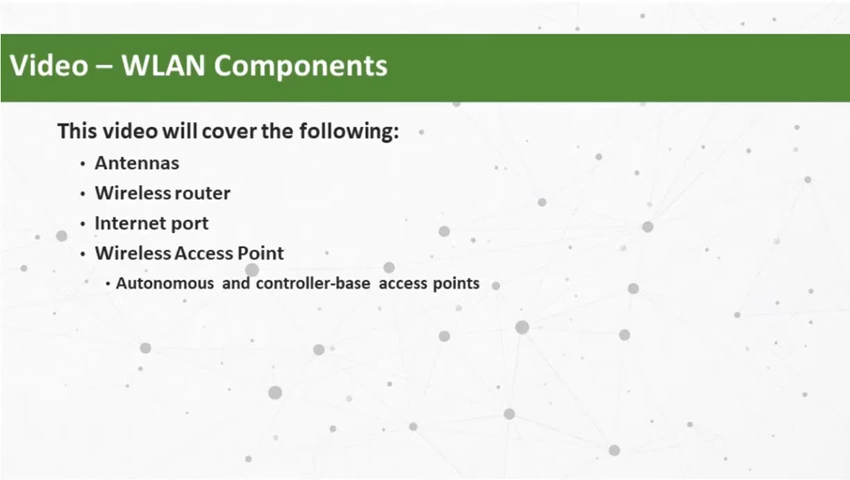 Video – WLAN Components
This video will cover the following:
• Antennas
• Wireless router
• Internet port
• Wireless Access Point
• Autonomous and controller-base access points